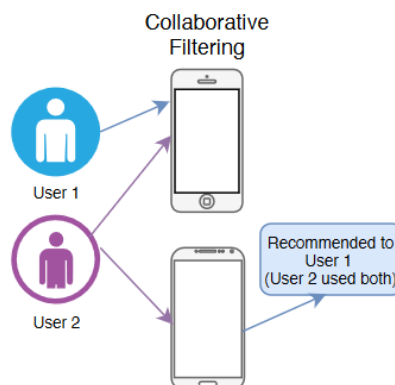 Collaborative
Filtering
User 1
User 2
Recommended to
User 1
(User 2 used both)